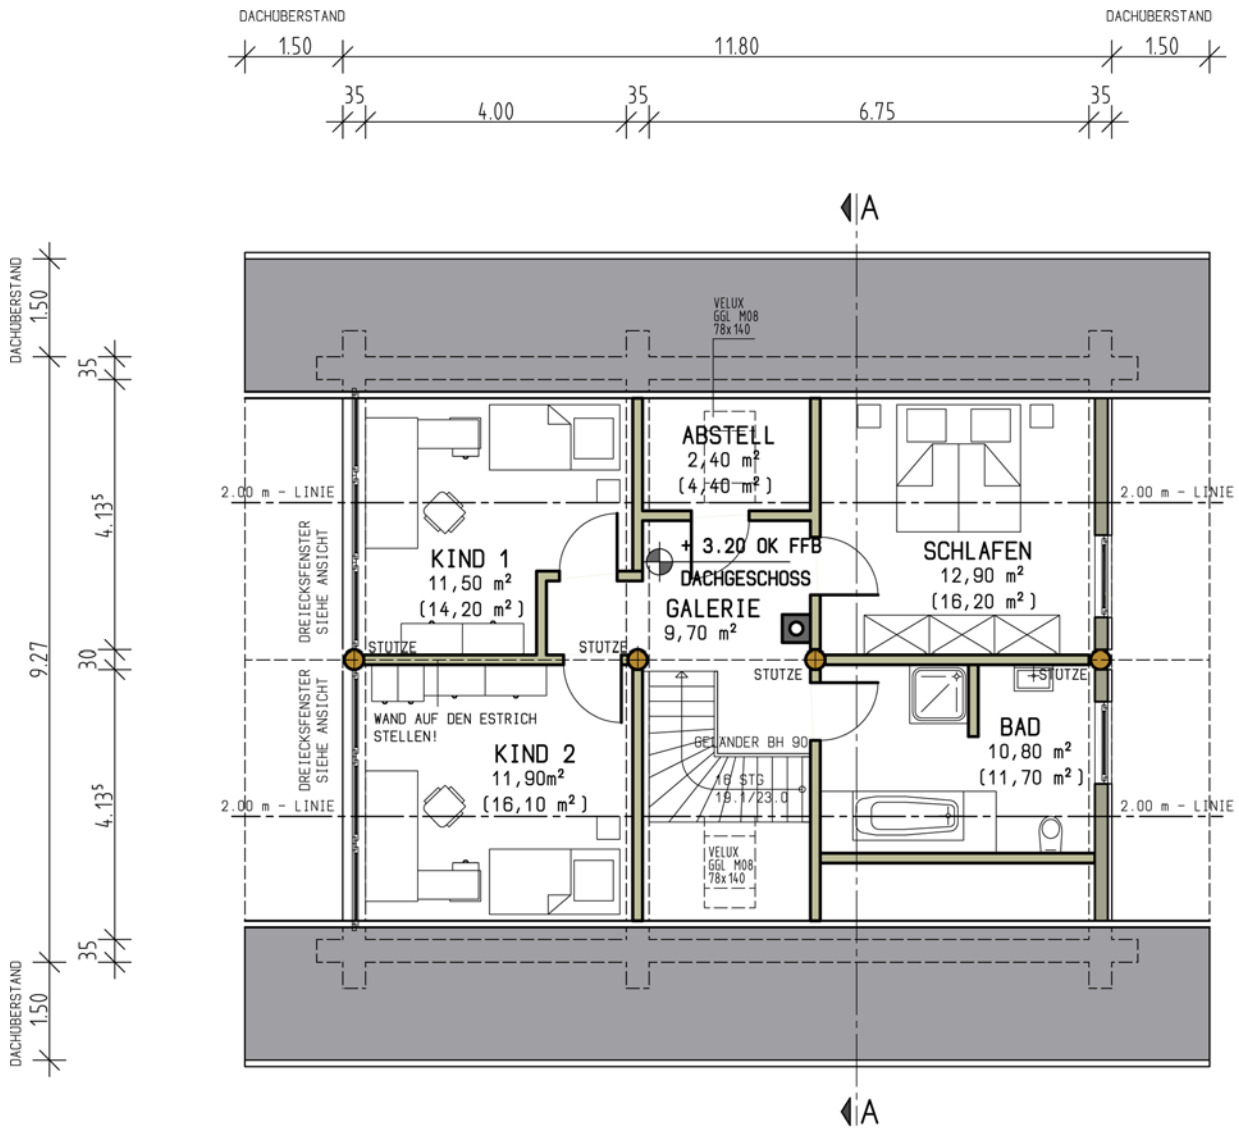 DACHÜBERSTAND
DACHÜBERSTAND
1.50
11.80
1.50
35
35
35
4.00
6.75
A
DACHÜBERSTAND
1.50
VELUX
GGL M08
78x140
35
ABSTELL
2,40 m²
(4,40 m²)
2.00 m - LINIE
2.00 m - LINIE
4.13⁵
DREIECKSFENSTER
SIEHE ANSICHT
KIND 1
11,50 m²
(14,20 m²)
+ 3.20 OK FFB
DACHGESCHOSS
GALERIE
9,70 m²
SCHLAFEN
12,90 m²
(16,20 m²)
9.27
30
STÜTZE
STÜTZE
STÜTZE
STÜTZE
DREIECKSFENSTER
SIEHE ANSICHT
WAND AUF DEN ESTRICH
STELLEN!
KIND 2
11,90m²
(16,10 m²)
GELÄNDER BH 90
16 STG
19.1/23.0
BAD
10,80 m²
(11,70 m²)
4.13⁵
2.00 m - LINIE
2.00 m - LINIE
VELUX
GGL M08
78x140
35
DACHÜBERSTAND
1.50
A